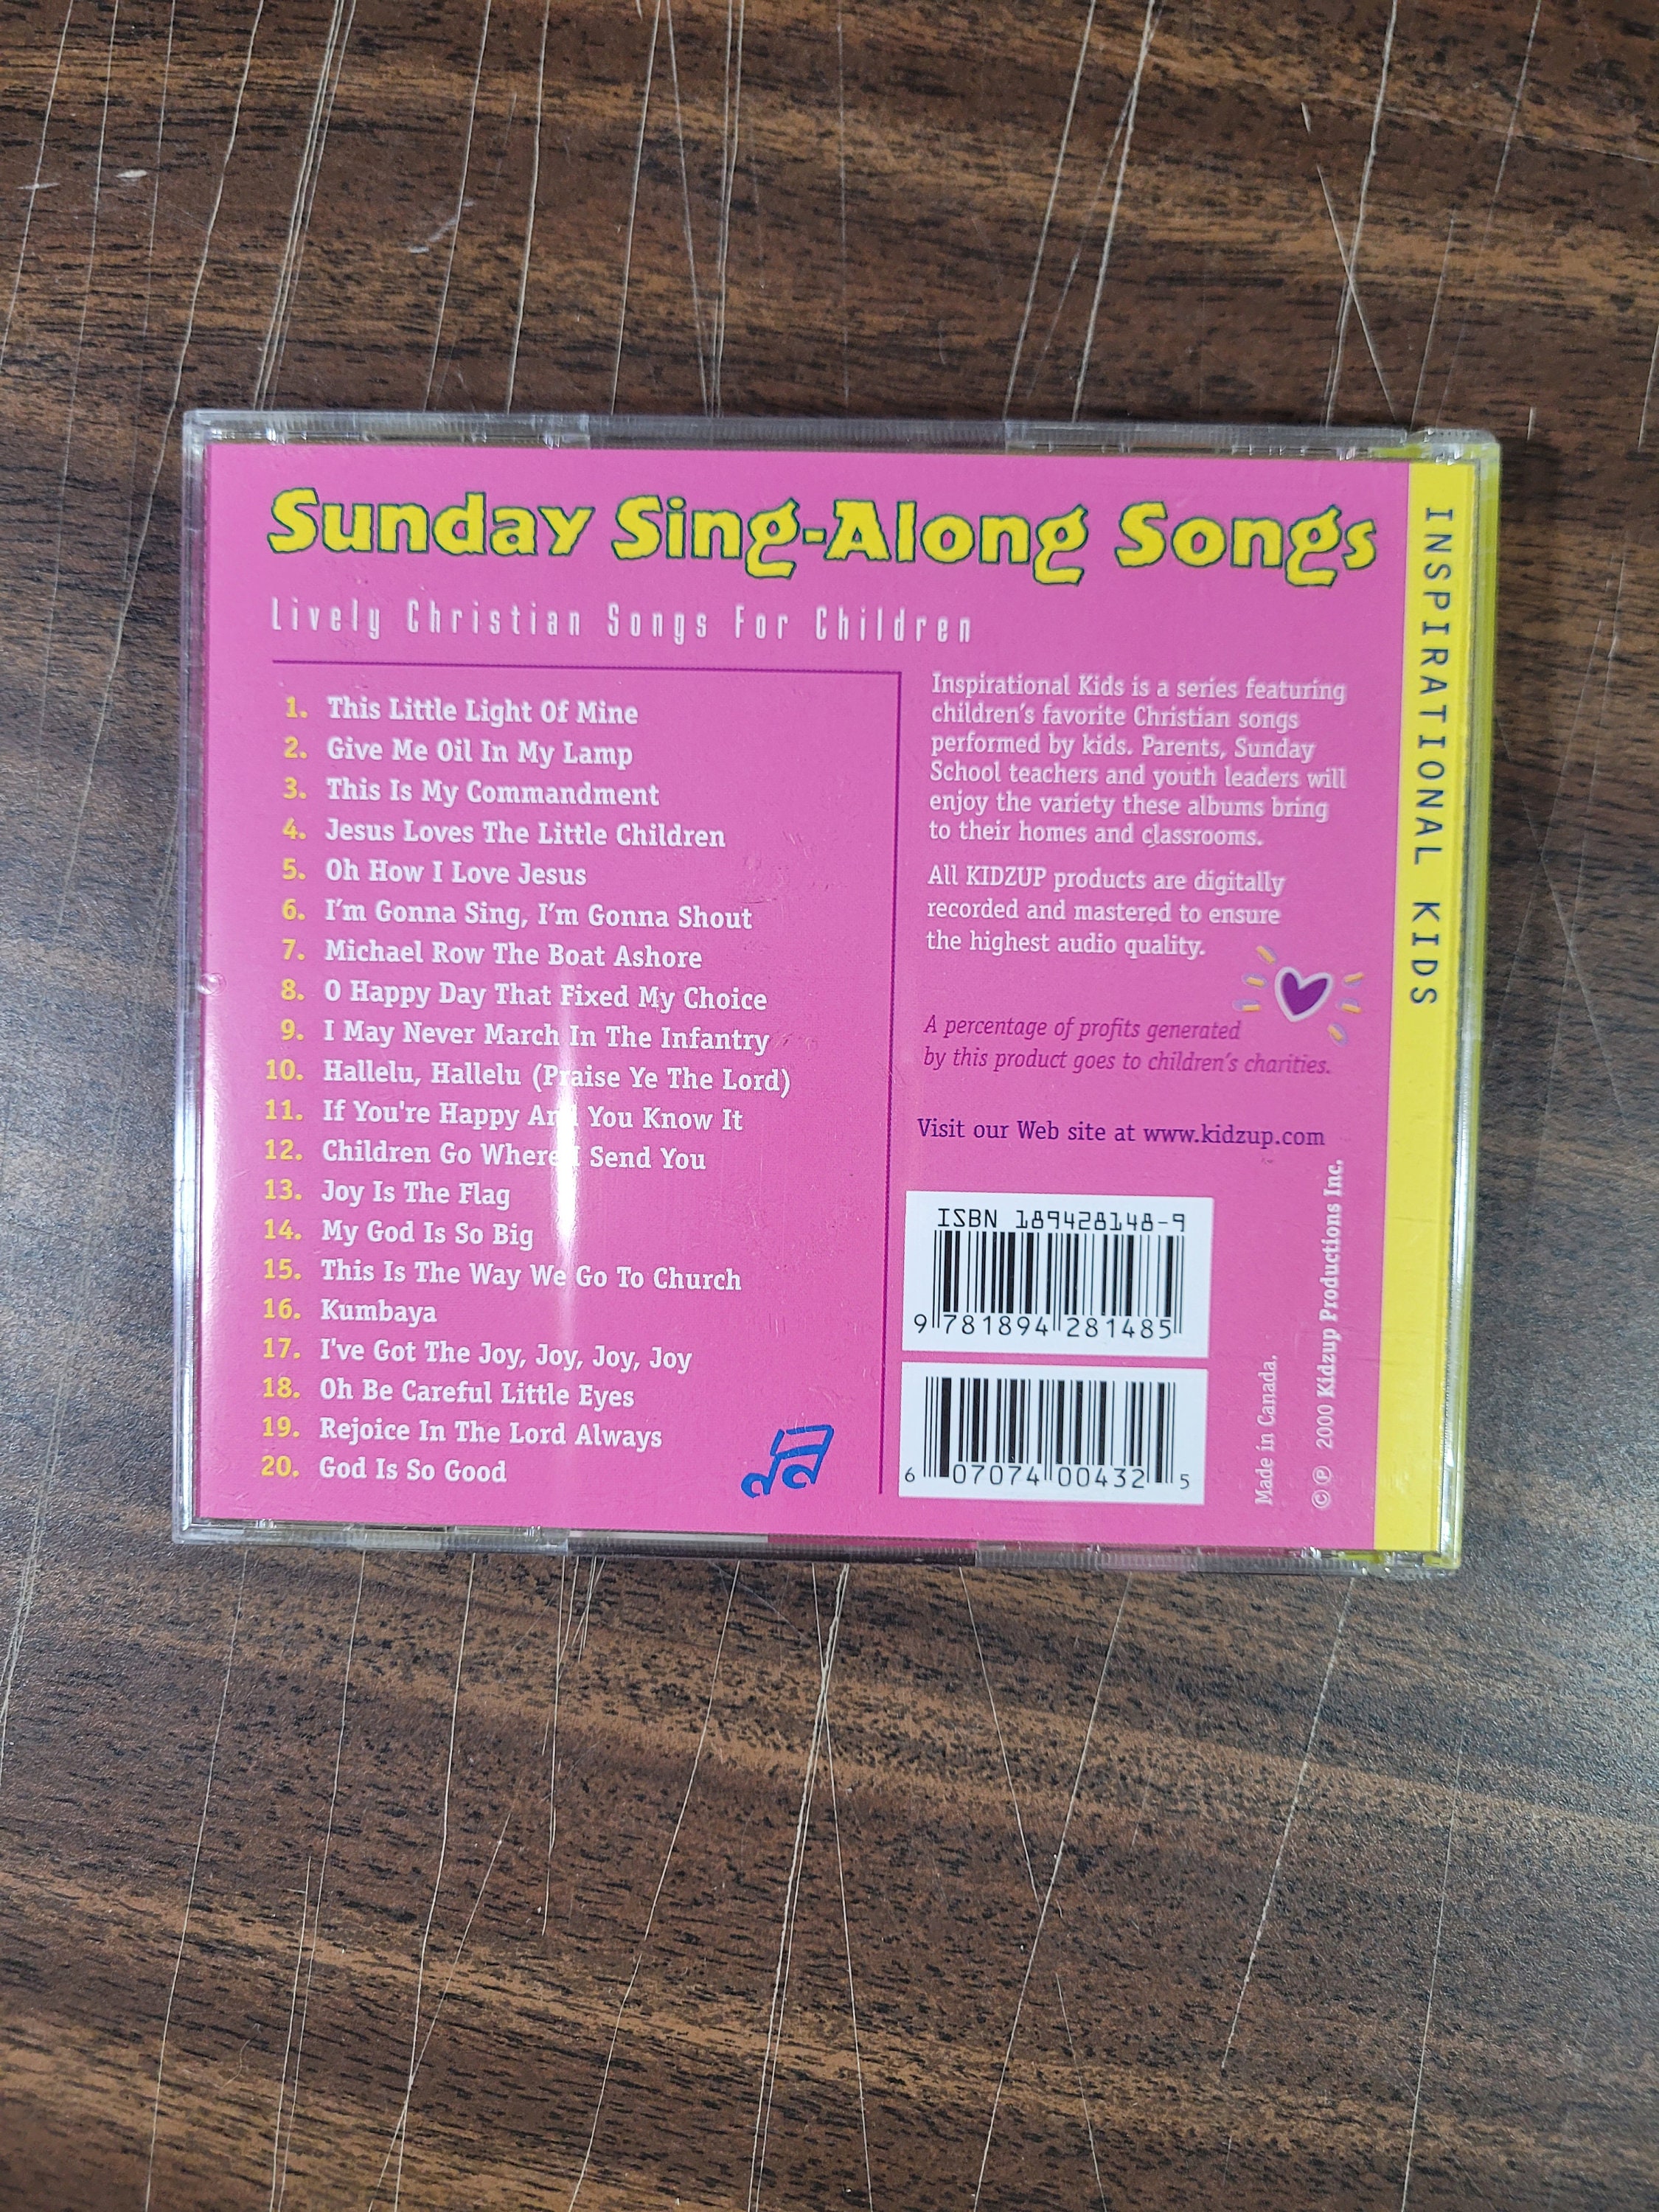 Sunday Sing-Along Songs
Lively Christian Songs For Children
1. This Little Light Of Mine
2. Give Me Oil In My Lamp
3. This Is My Commandment
4. Jesus Loves The Little Children
5. Oh How I Love Jesus
6. I'm Gonna Sing, I'm Gonna Shout
7. Michael Row The Boat Ashore
8. O Happy Day That Fixed My Choice
9. I May Never March In The Infantry
10. Hallelu, Hallelu (Praise Ye The Lord)
11. If You're Happy And You Know It
12. Children Go Where I Send You
13. Joy Is The Flag
14. My God Is So Big
15. This Is The Way We Go To Church
16. Kumbaya
17. I've Got The Joy, Joy, Joy, Joy
18. Oh Be Careful Little Eyes
19. Rejoice In The Lord Always
20. God Is So Good
Inspirational Kids is a series featuring
children's favorite Christian songs
performed by kids. Parents, Sunday
School teachers and youth leaders will
enjoy the variety these albums bring
to their homes and classrooms.
All KIDZUP products are digitally
recorded and mastered to ensure
the highest audio quality.
A percentage of profits generated
by this product goes to children's charities.
Visit our Web site at www.kidzup.com
ISBN 189428148-9
9 781894 281485
6 07074 00432 5
Made in Canada.
© ℗ 2000 Kidzup Productions Inc.
INSPIRATIONAL KIDS